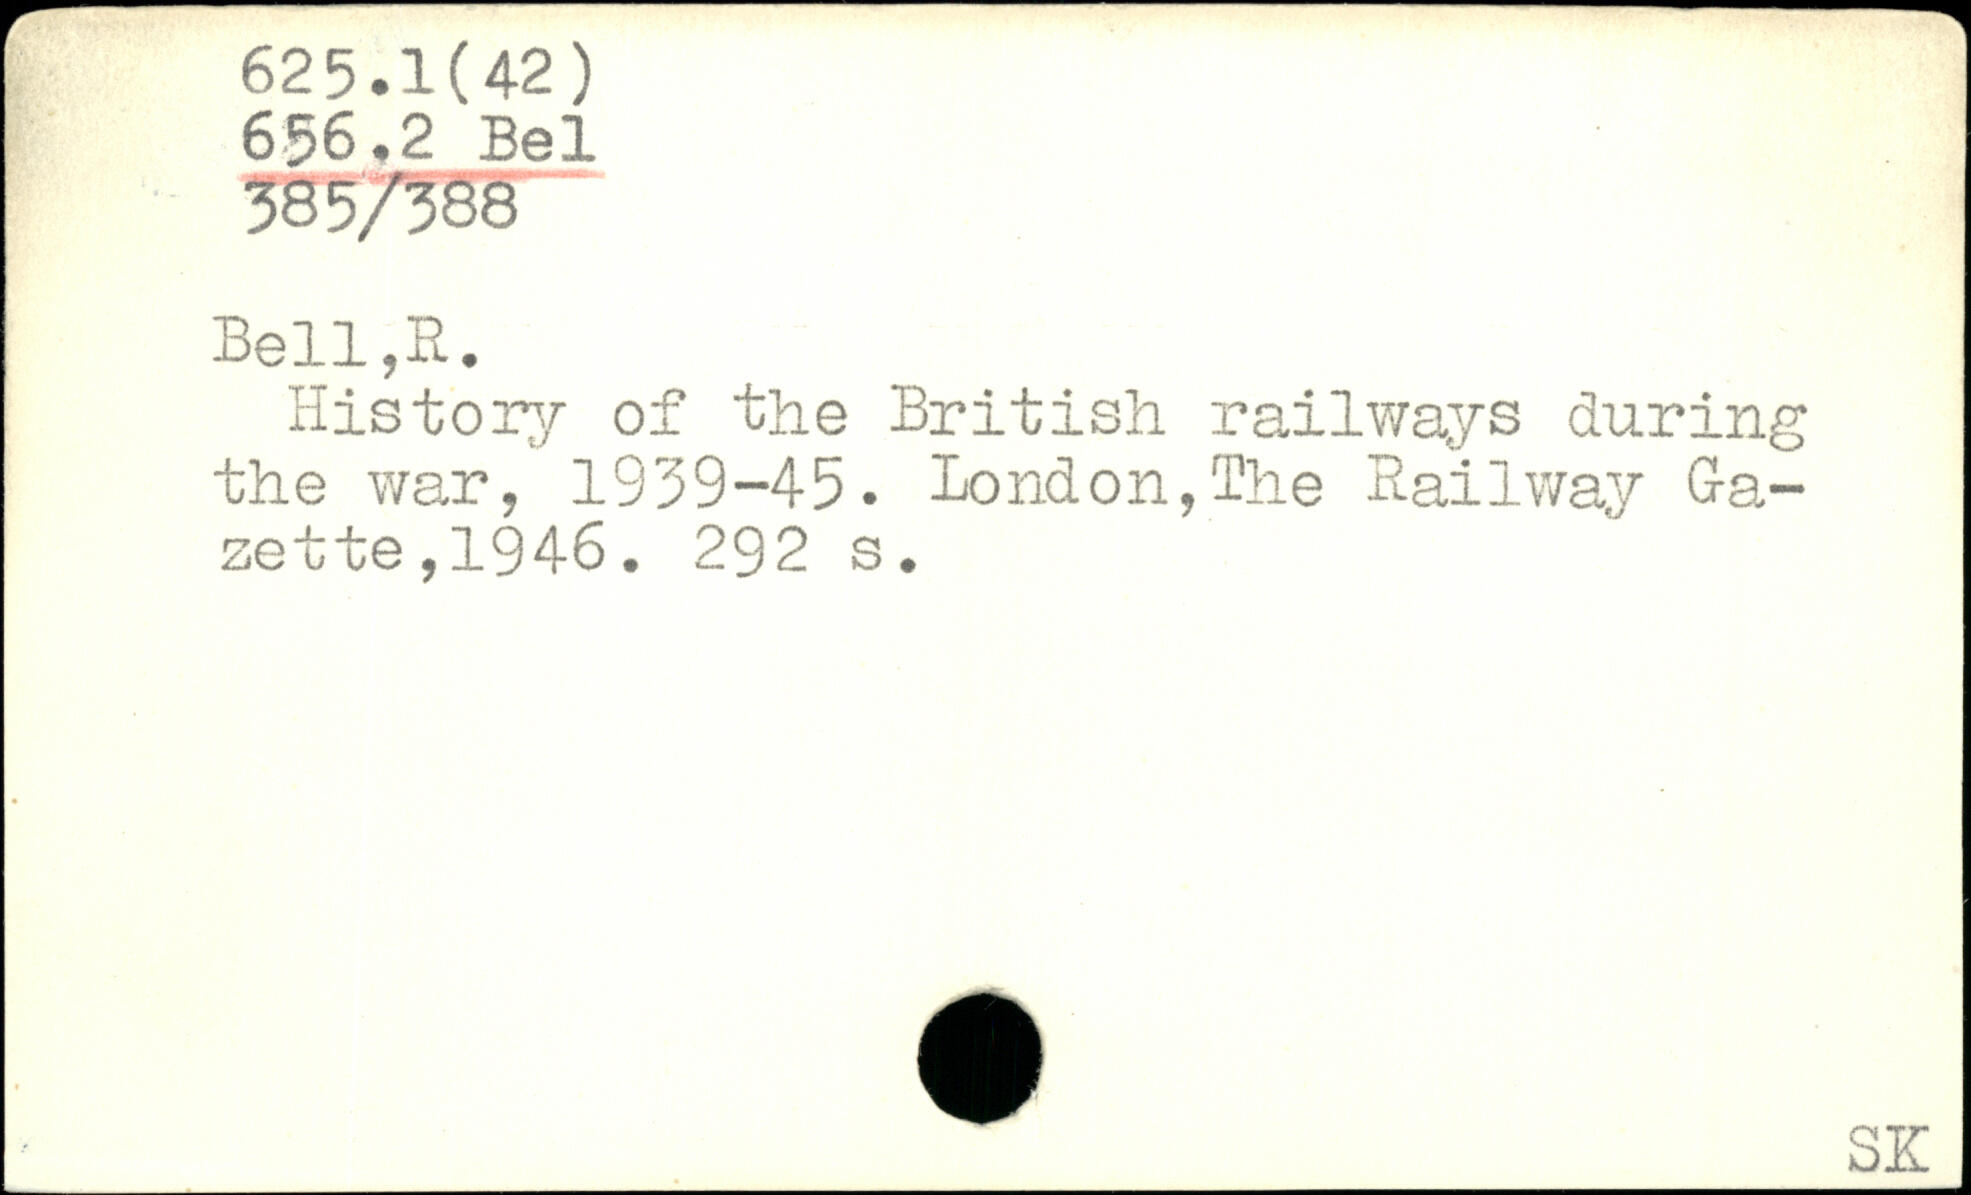 625.1(42)
656.2 Bel
385/388
Bell,R.
History of the British railways during
the war, 1939-45. London,The Railway Ga-
zette,1946. 292 s.
SK